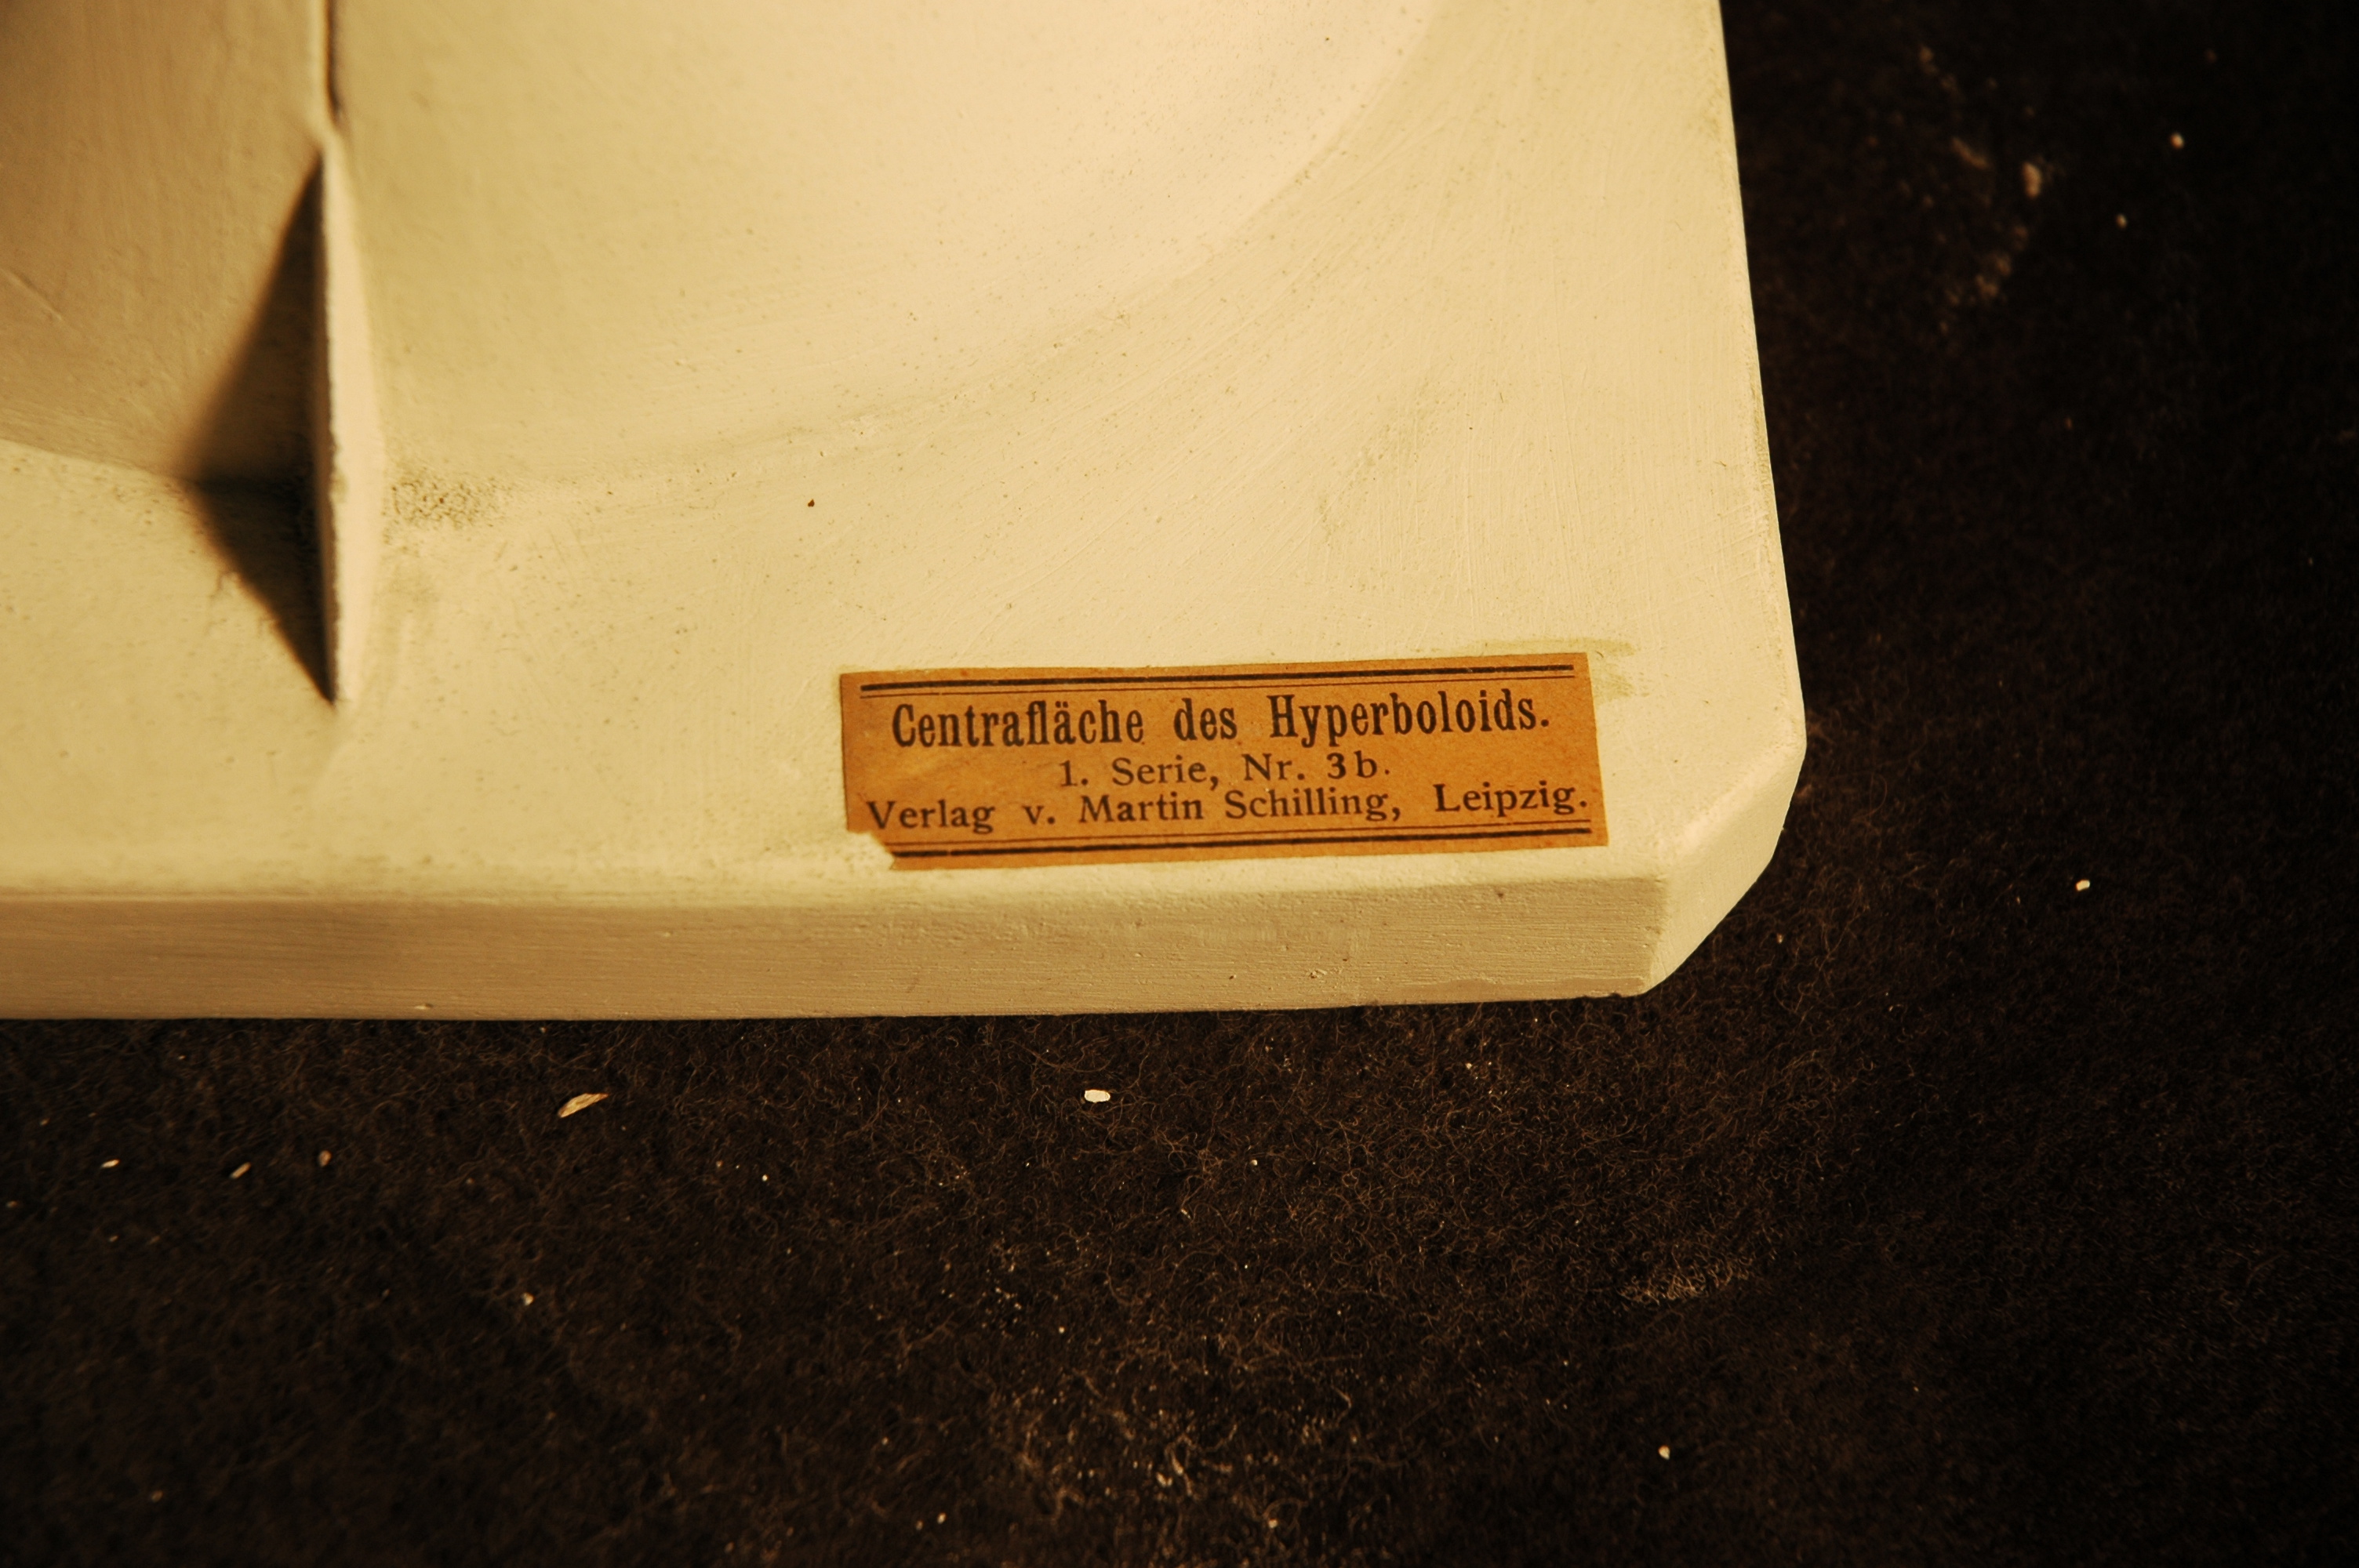 Centrafläche des Hyperboloids.
1. Serie, Nr. 3b.
Verlag v. Martin Schilling, Leipzig.